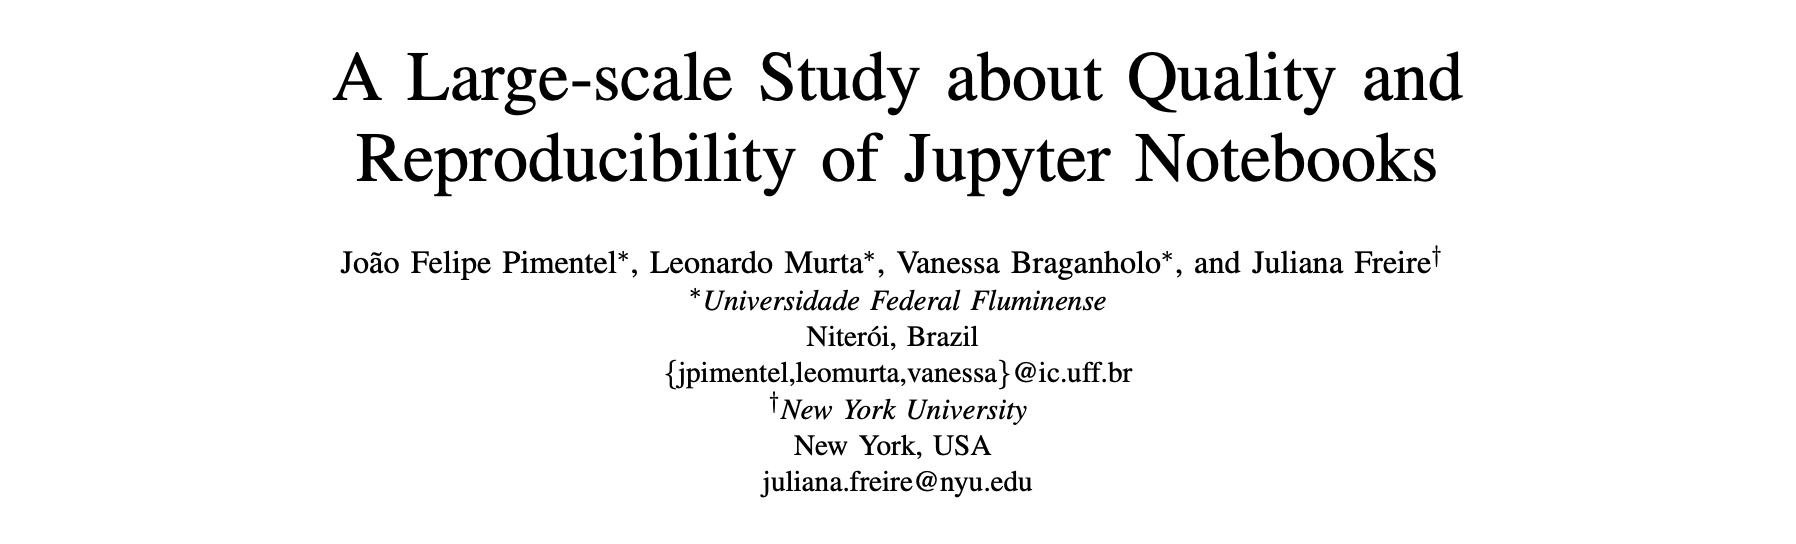 A Large-scale Study about Quality and
Reproducibility of Jupyter Notebooks
João Felipe Pimentel*, Leonardo Murta*, Vanessa Braganholo*, and Juliana Freire†
*Universidade Federal Fluminense
Niterói, Brazil
{jpimentel,leomurta,vanessa}@ic.uff.br
†New York University
New York, USA
juliana.freire@nyu.edu